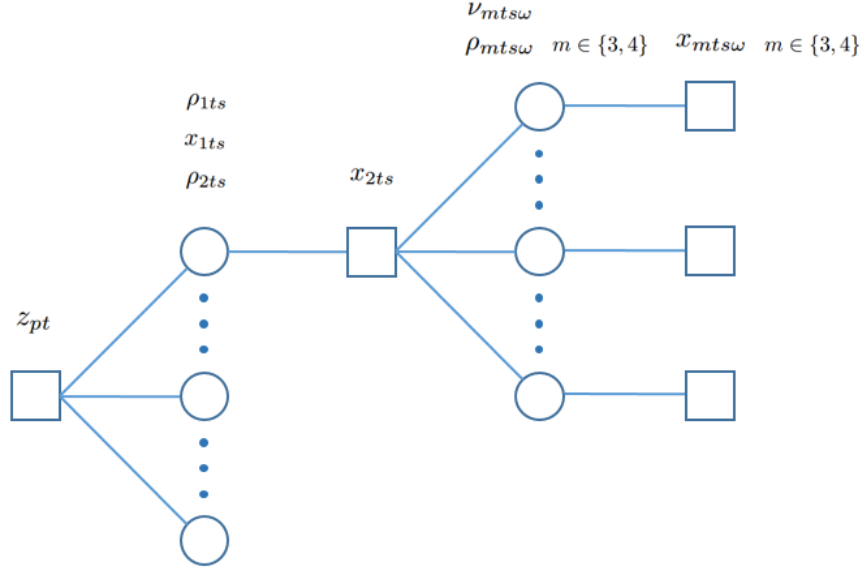 ν_{mtsω}
ρ_{mtsω} m ∈ {3, 4} x_{mtsω} m ∈ {3, 4}
ρ_{1ts}
x_{1ts}
ρ_{2ts}
x_{2ts}
z_{pt}